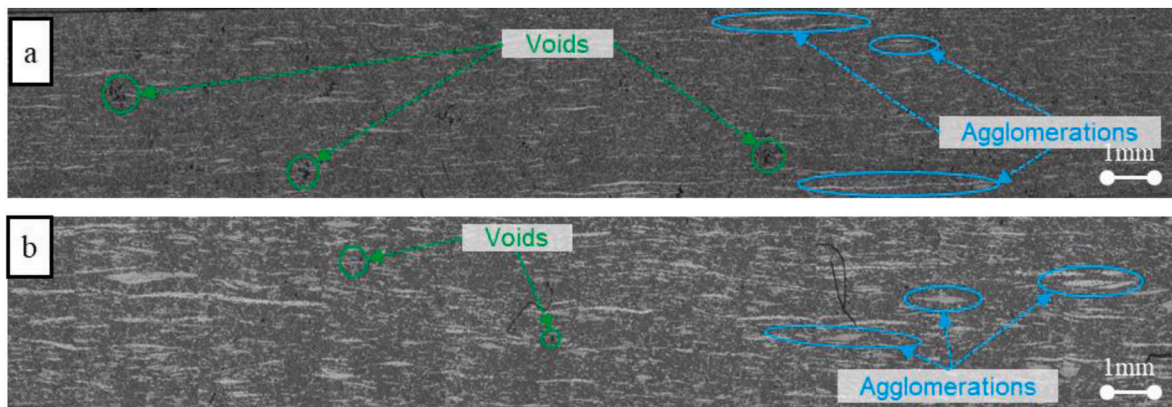 a
Voids
Agglomerations
1mm
b
Voids
Agglomerations
1mm